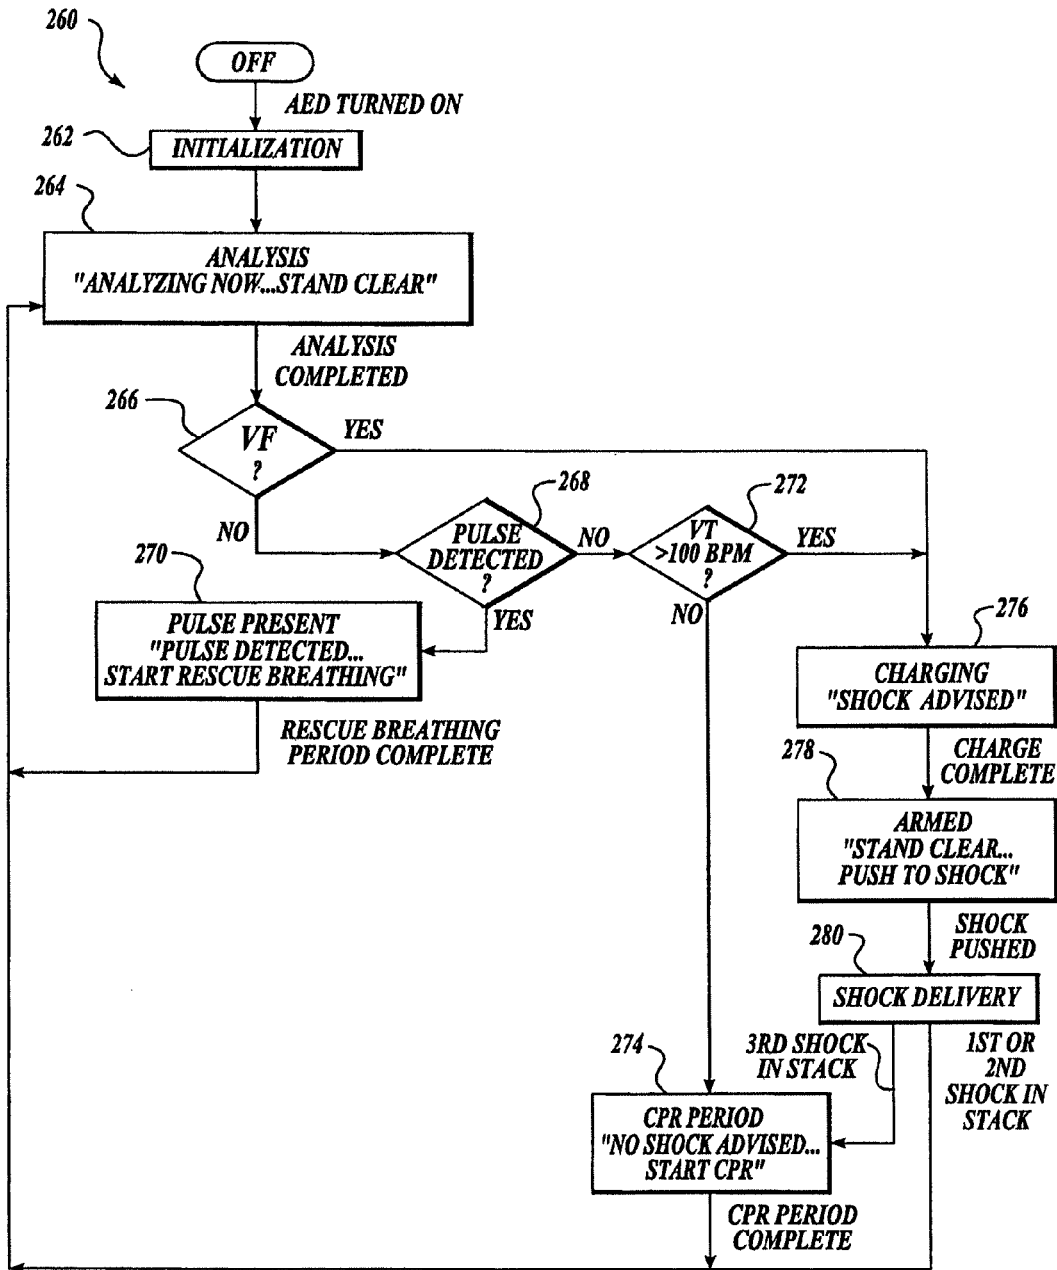 260
OFF
AED TURNED ON
262
INITIALIZATION
264
ANALYSIS
"ANALYZING NOW...STAND CLEAR"
ANALYSIS
COMPLETED
266
VF
?
YES
NO
268
PULSE
DETECTED
?
NO
YES
272
VT
>100 BPM
?
YES
NO
270
PULSE PRESENT
"PULSE DETECTED...
START RESCUE BREATHING"
RESCUE BREATHING
PERIOD COMPLETE
276
CHARGING
"SHOCK ADVISED"
CHARGE
COMPLETE
278
ARMED
"STAND CLEAR...
PUSH TO SHOCK"
SHOCK
PUSHED
280
SHOCK DELIVERY
3RD SHOCK
IN STACK
1ST OR
2ND
SHOCK IN
STACK
274
CPR PERIOD
"NO SHOCK ADVISED...
START CPR"
CPR PERIOD
COMPLETE